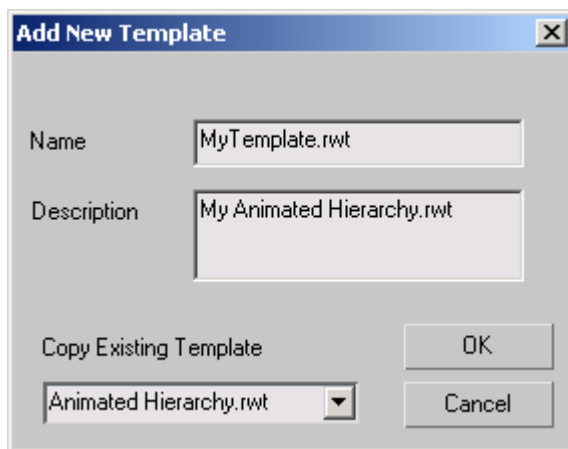 Add New Template
Name
MyTemplate.rwt
Description
My Animated Hierarchy.rwt
Copy Existing Template
OK
Animated Hierarchy.rwt
Cancel